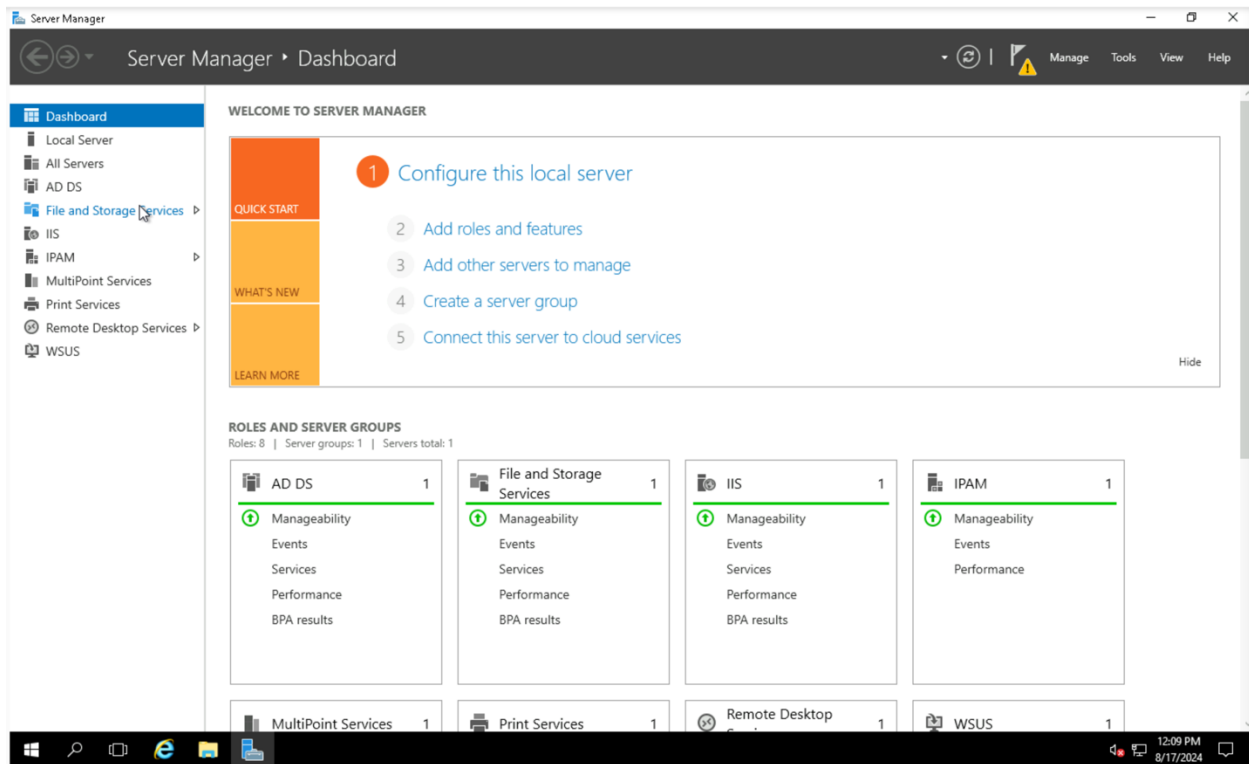 Server Manager
Server Manager ‣ Dashboard
Manage Tools View Help
Dashboard
Local Server
All Servers
AD DS
File and Storage Services
IIS
IPAM
MultiPoint Services
Print Services
Remote Desktop Services
WSUS
WELCOME TO SERVER MANAGER
QUICK START
WHAT'S NEW
LEARN MORE
1 Configure this local server
2 Add roles and features
3 Add other servers to manage
4 Create a server group
5 Connect this server to cloud services
Hide
ROLES AND SERVER GROUPS
Roles: 8 | Server groups: 1 | Servers total: 1
AD DS 1
Manageability
Events
Services
Performance
BPA results
File and Storage
Services 1
Manageability
Events
Services
Performance
BPA results
IIS 1
Manageability
Events
Services
Performance
BPA results
IPAM 1
Manageability
Events
Performance
MultiPoint Services 1
Print Services 1
Remote Desktop 1
WSUS 1
12:09 PM
8/17/2024